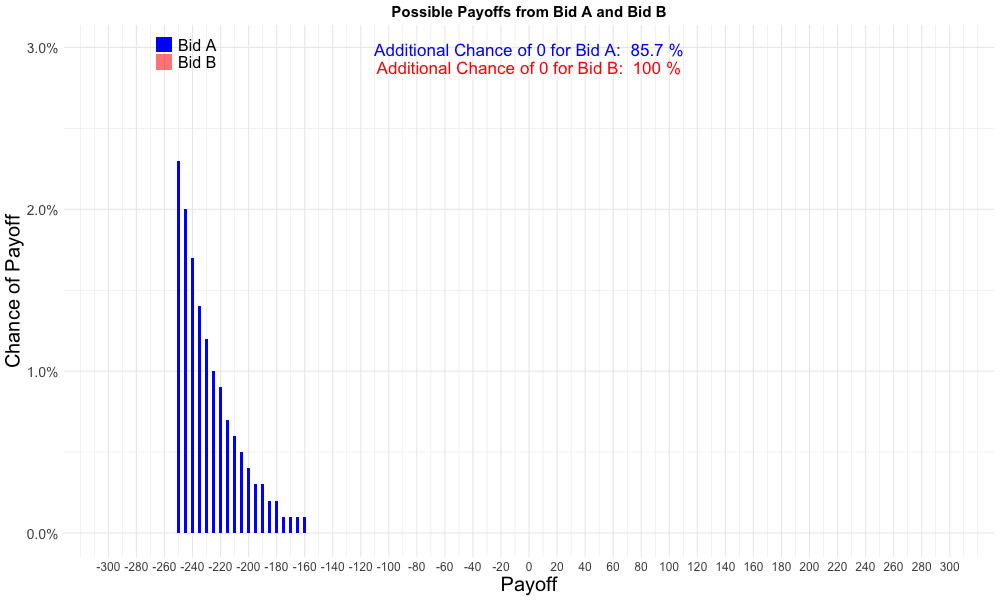 Possible Payoffs from Bid A and Bid B
Bid A
Bid B
Additional Chance of 0 for Bid A:  85.7 %
Additional Chance of 0 for Bid B:  100 %
Chance of Payoff
3.0%
2.0%
1.0%
0.0%
-300 -280 -260 -240 -220 -200 -180 -160 -140 -120 -100 -80 -60 -40 -20 0 20 40 60 80 100 120 140 160 180 200 220 240 260 280 300
Payoff